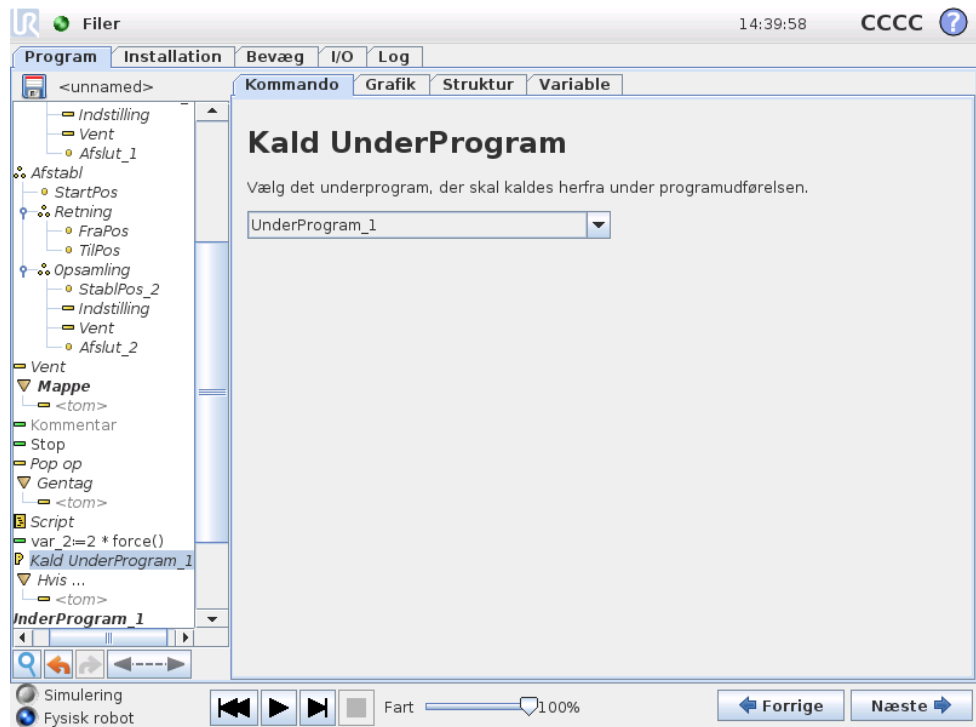 UR Filer 14:39:58 CCCC ?
Program Installation Bevæg I/O Log
<unnamed>
Kommando Grafik Struktur Variable
Indstilling
Vent
Afslut_1
Afstabl
StartPos
Retning
FraPos
TilPos
Opsamling
StablPos_2
Indstilling
Vent
Afslut_2
Vent
Mappe
<tom>
Kommentar
Stop
Pop op
Gentag
<tom>
Script
var_2:=2 * force()
P Kald UnderProgram_1
Hvis ...
<tom>
UnderProgram_1
Kald UnderProgram
Vælg det underprogram, der skal kaldes herfra under programudførelsen.
UnderProgram_1
Simulering
Fysisk robot
Fart 100%
Forrige Næste